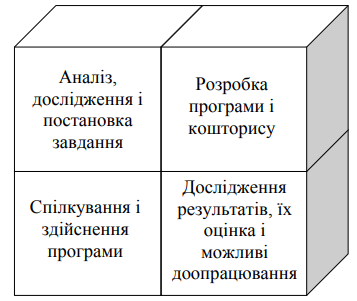 Аналіз,
дослідження і
постановка
завдання
Розробка
програми і
кошторису
Спілкування і
здійснення
програми
Дослідження
результатів, їх
оцінка і
можливі
доопрацювання